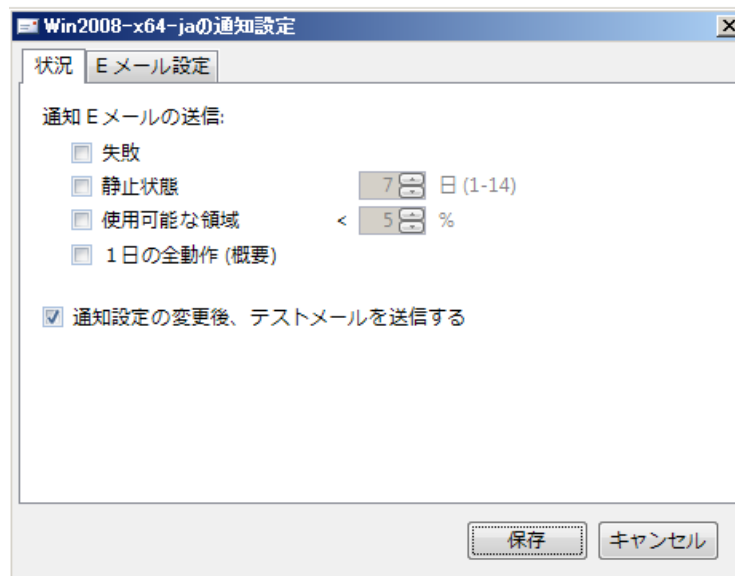 Win2008-x64-jaの通知設定
状況 Eメール設定
通知Eメールの送信:
失敗
静止状態 7 日 (1-14)
使用可能な領域 < 5 %
1日の全動作 (概要)
通知設定の変更後、テストメールを送信する
保存 キャンセル